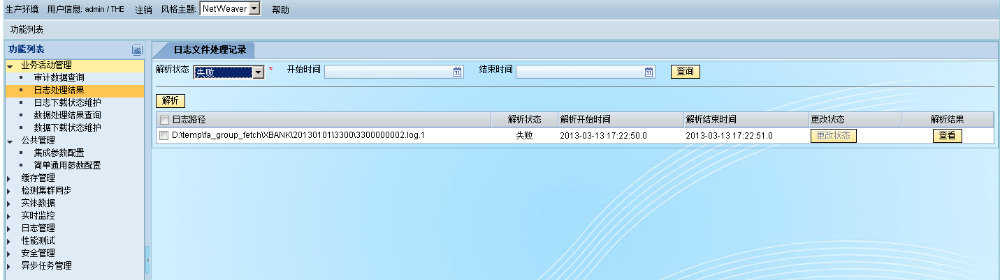 生产环境 用户信息: admin / THE 注销 风格主题 NetWeaver 帮助
功能列表
功能列表
业务活动管理
审计数据查询
日志处理结果
日志下载状态维护
数据处理结果查询
数据下载状态维护
公共管理
集成参数配置
简单通用参数配置
缓存管理
检测集群同步
实体数据
实时监控
日志管理
性能测试
安全管理
异步任务管理
日志文件处理记录
解析状态 失败 * 开始时间 31 结束时间 31 查询
解析
日志路径 解析状态 解析开始时间 解析结束时间 更改状态 解析结果
D:\temp\fa_group_fetch\XBANK\20130101\3300\3300000002.log.1 失败 2013-03-13 17:22:50.0 2013-03-13 17:22:51.0 更改状态 查看